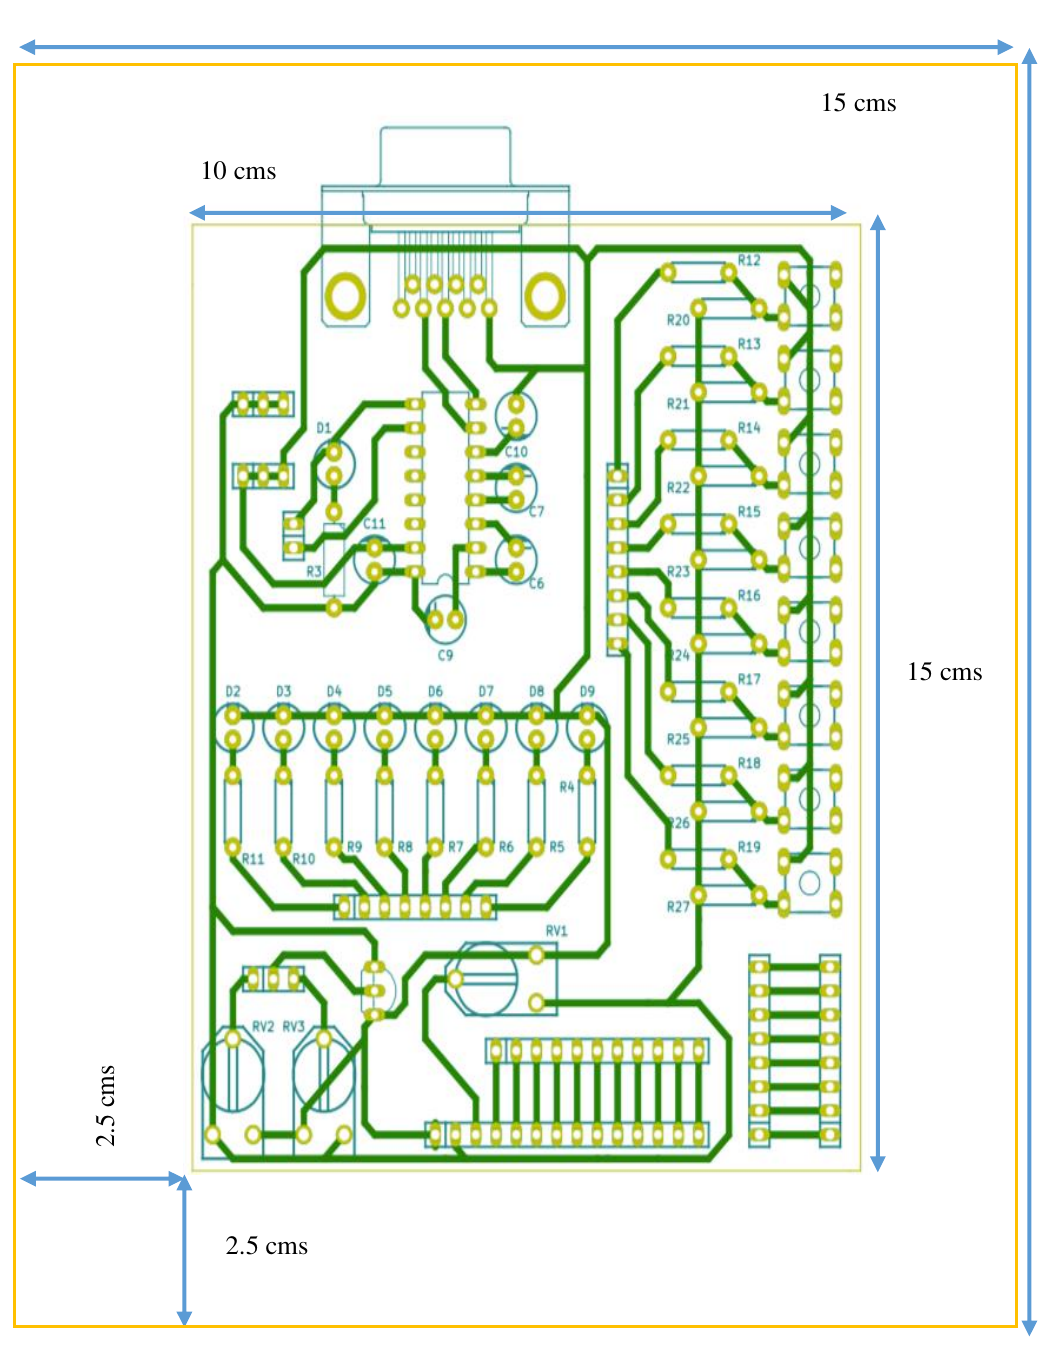 15 cms
10 cms
R12
R20
R13
R21
D1
R14
C10
R22
C7
R15
C11
R3
R23
C6
R16
C9
R24
15 cms
R17
D2 D3 D4 D5 D6 D7 D8 D9
R25
R18
R4
R26
R11 R10 R9 R8 R7 R6 R5
R19
R27
RV1
RV2 RV3
2.5 cms
2.5 cms